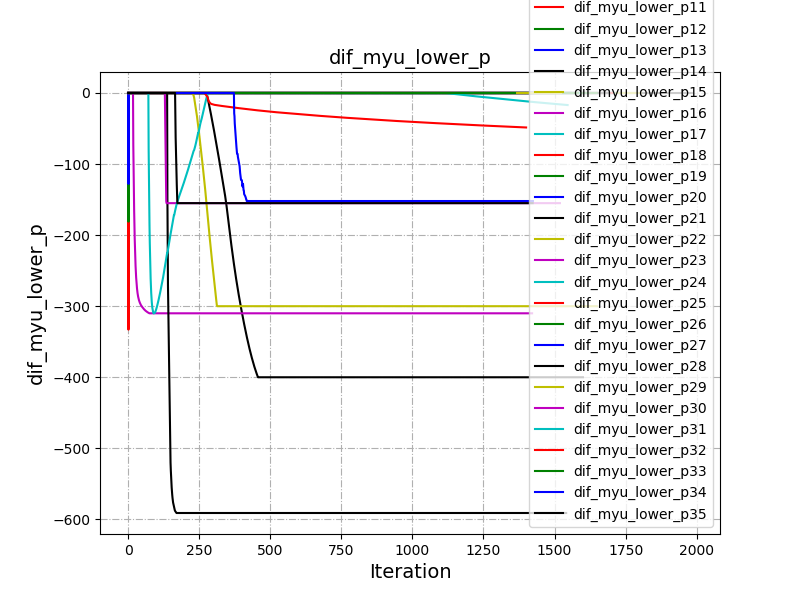 dif_myu_lower_p11
dif_myu_lower_p12
dif_myu_lower_p13
dif_myu_lower_p
dif_myu_lower_p14
dif_myu_lower_p15
dif_myu_lower_p16
dif_myu_lower_p17
dif_myu_lower_p18
dif_myu_lower_p19
dif_myu_lower_p20
dif_myu_lower_p21
dif_myu_lower_p22
dif_myu_lower_p23
dif_myu_lower_p24
dif_myu_lower_p25
dif_myu_lower_p26
dif_myu_lower_p27
dif_myu_lower_p28
dif_myu_lower_p29
dif_myu_lower_p30
dif_myu_lower_p31
dif_myu_lower_p32
dif_myu_lower_p33
dif_myu_lower_p34
dif_myu_lower_p35
dif_myu_lower_p
0
−100
−200
−300
−400
−500
−600
0 250 500 750 1000 1250 1500 1750 2000
Iteration